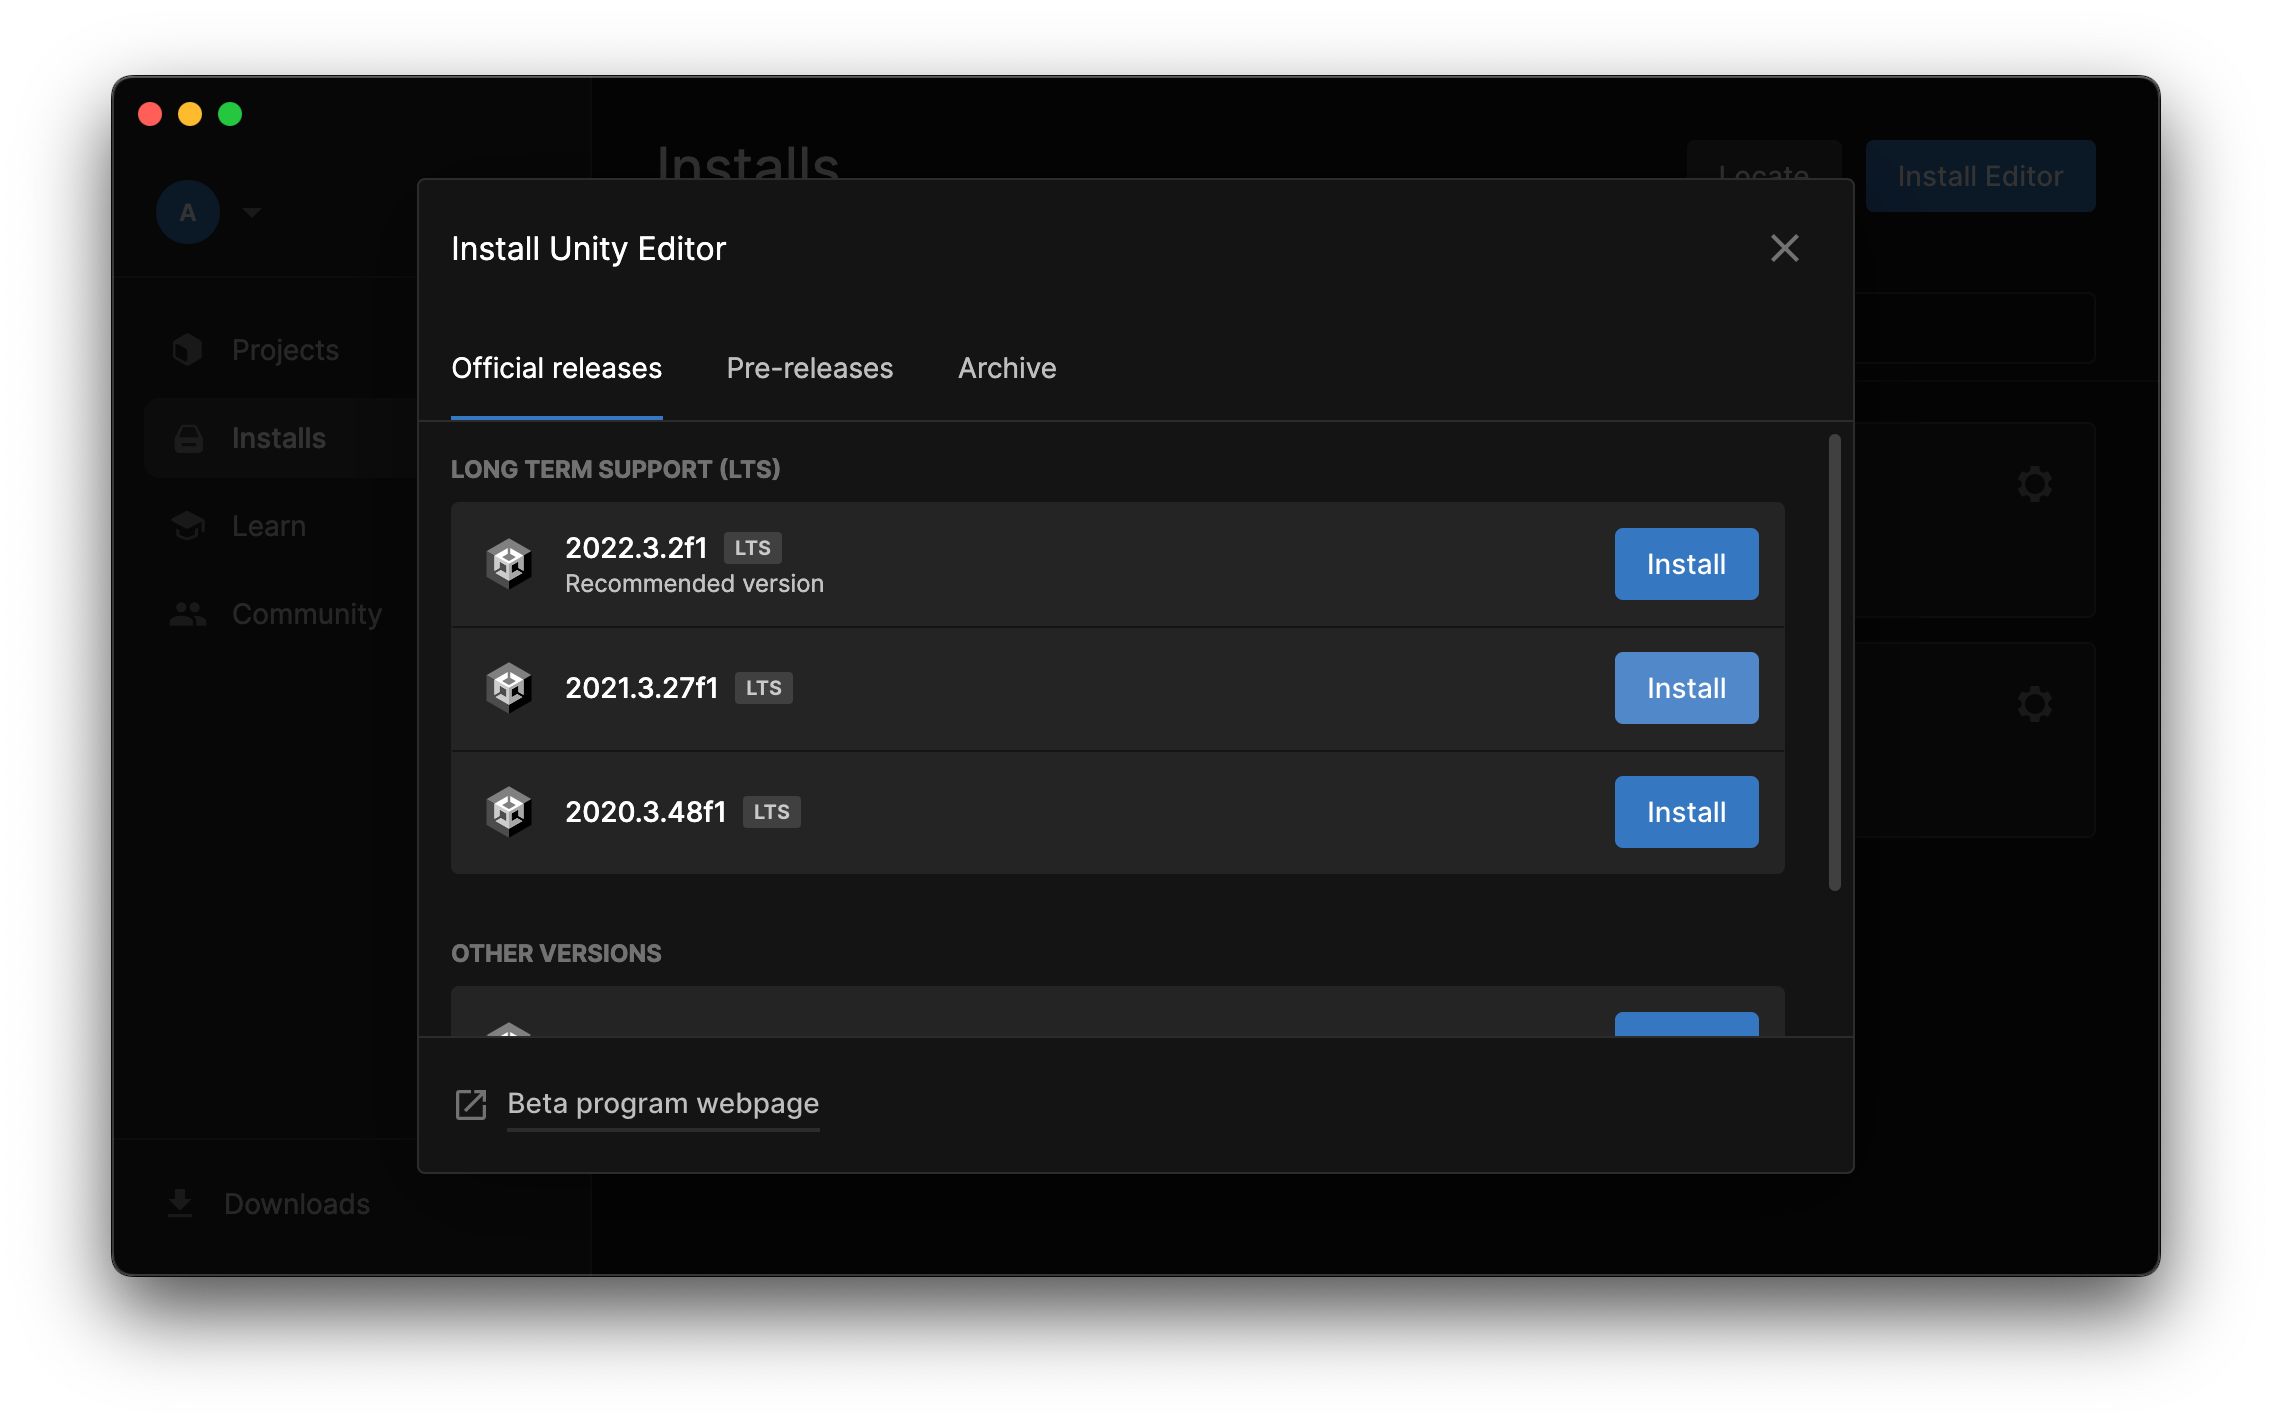 A
Installs
Locate
Install Editor
Projects
Installs
Learn
Community
Downloads
Install Unity Editor
Official releases
Pre-releases
Archive
LONG TERM SUPPORT (LTS)
2022.3.2f1 LTS
Recommended version
Install
2021.3.27f1 LTS
Install
2020.3.48f1 LTS
Install
OTHER VERSIONS
Beta program webpage